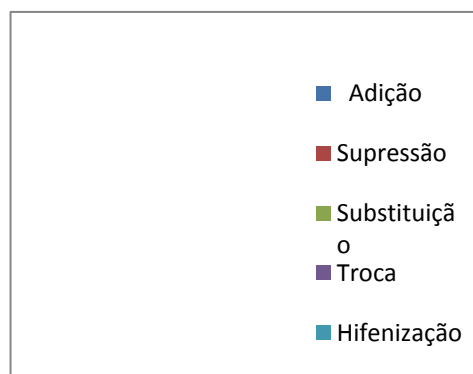 Adição
Supressão
Substituiçã
o
Troca
Hifenização